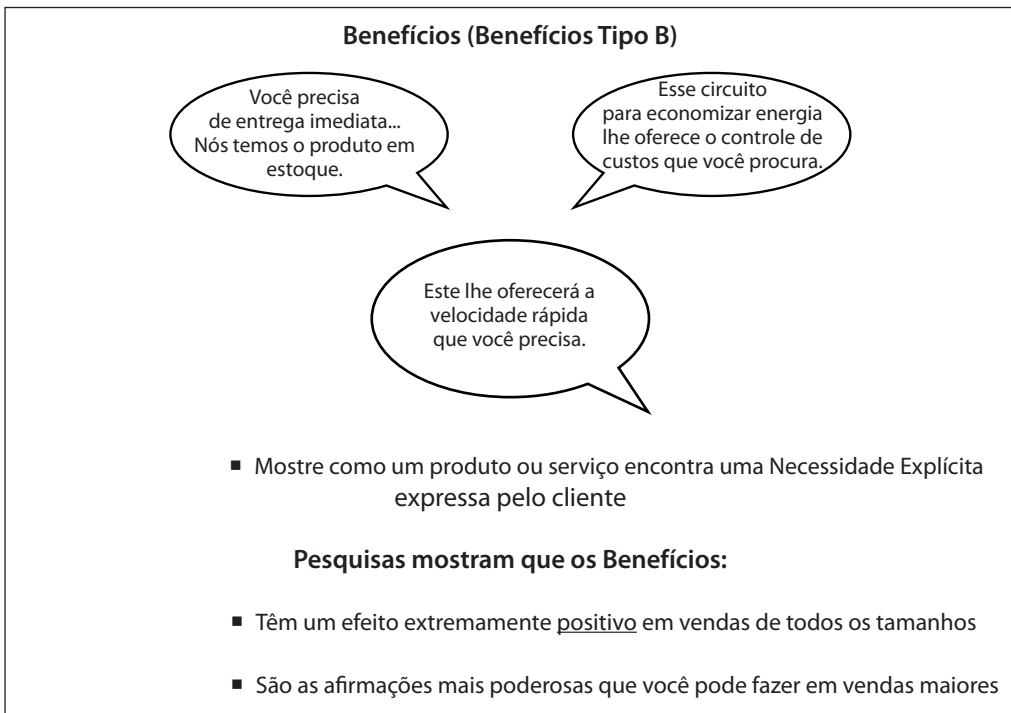 Benefícios (Benefícios Tipo B)
Você precisa
de entrega imediata...
Nós temos o produto em
estoque.
Esse circuito
para economizar energia
lhe oferece o controle de
custos que você procura.
Este lhe oferecerá a
velocidade rápida
que você precisa.
▪ Mostre como um produto ou serviço encontra uma Necessidade Explícita
expressa pelo cliente
Pesquisas mostram que os Benefícios:
▪ Têm um efeito extremamente positivo em vendas de todos os tamanhos
▪ São as afirmações mais poderosas que você pode fazer em vendas maiores